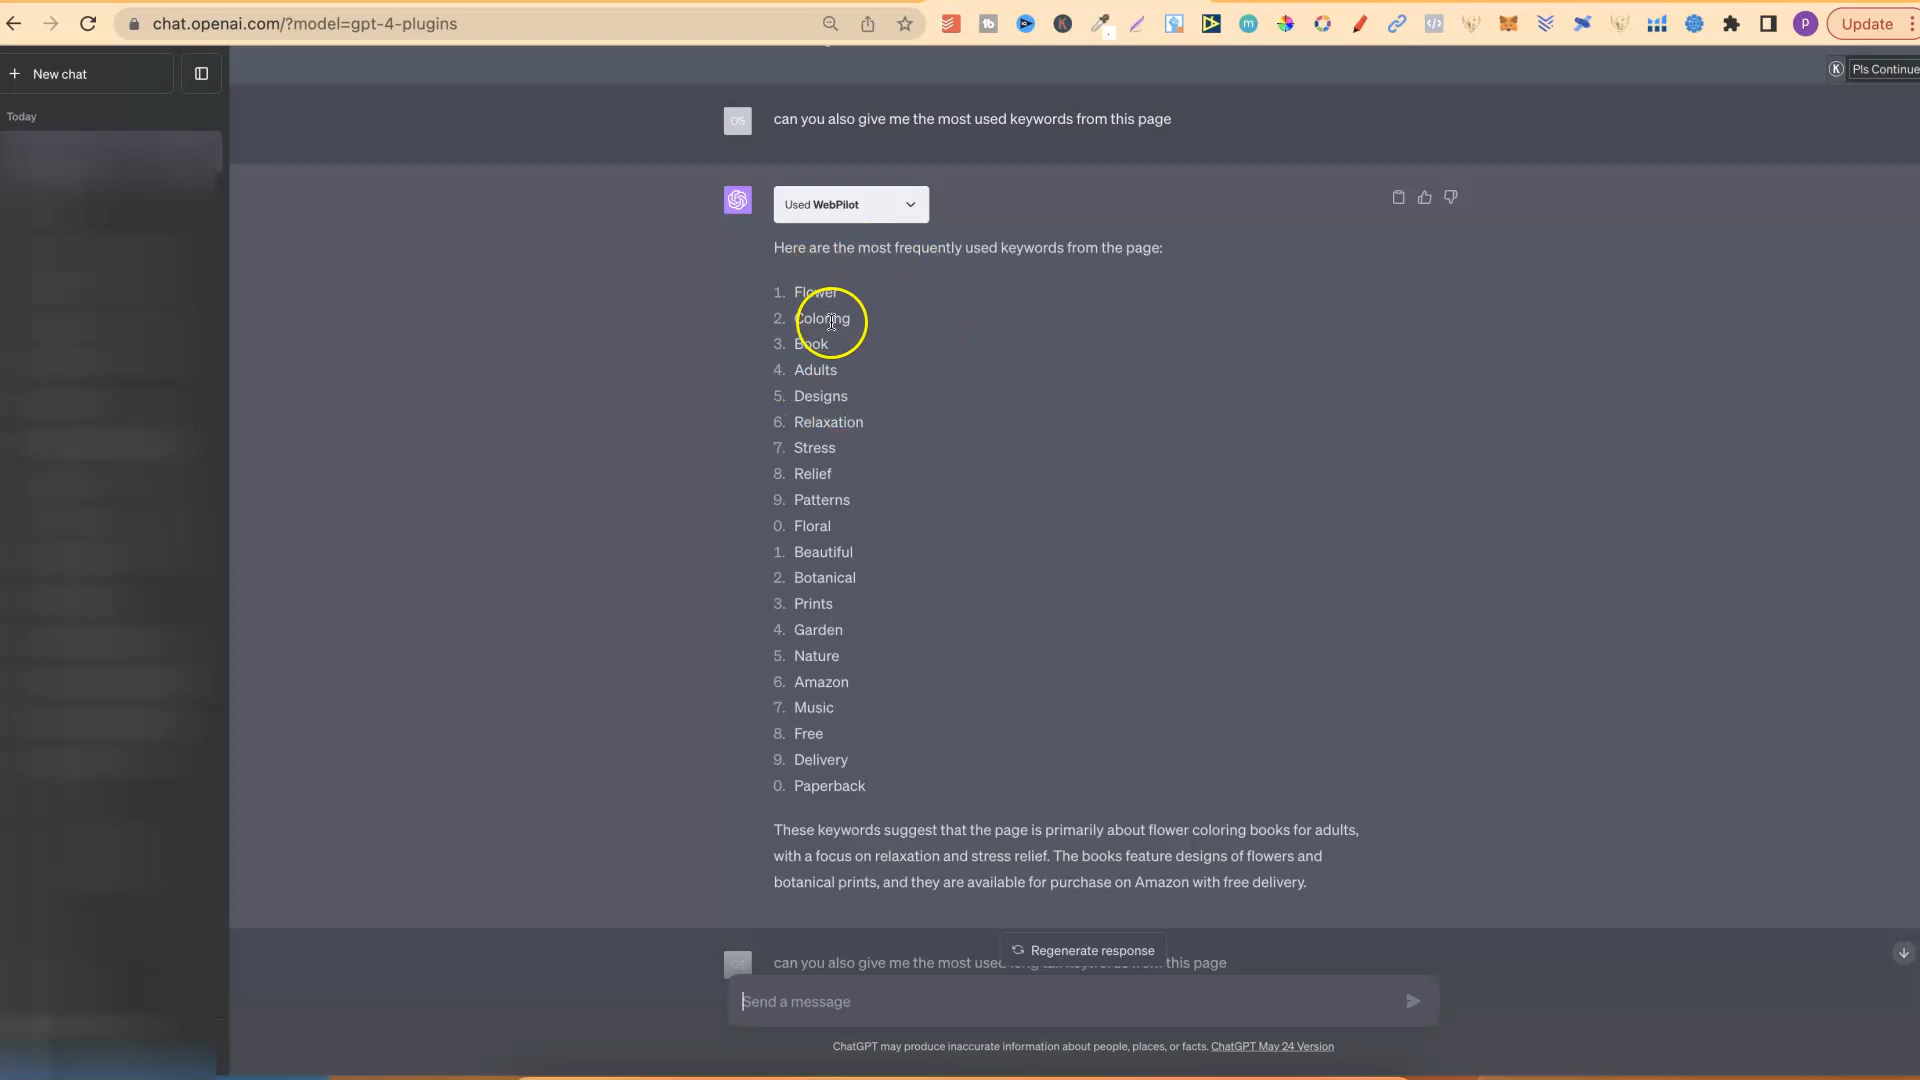 chat.openai.com/?model=gpt-4-plugins
Update
New chat
Pls Continue
Today
OS
can you also give me the most used keywords from this page
Used WebPilot
Here are the most frequently used keywords from the page:
1. Flower
2. Coloring
3. Book
4. Adults
5. Designs
6. Relaxation
7. Stress
8. Relief
9. Patterns
0. Floral
1. Beautiful
2. Botanical
3. Prints
4. Garden
5. Nature
6. Amazon
7. Music
8. Free
9. Delivery
0. Paperback
These keywords suggest that the page is primarily about flower coloring books for adults,
with a focus on relaxation and stress relief. The books feature designs of flowers and
botanical prints, and they are available for purchase on Amazon with free delivery.
Regenerate response
can you also give me the most used this page
Send a message
ChatGPT may produce inaccurate information about people, places, or facts. ChatGPT May 24 Version